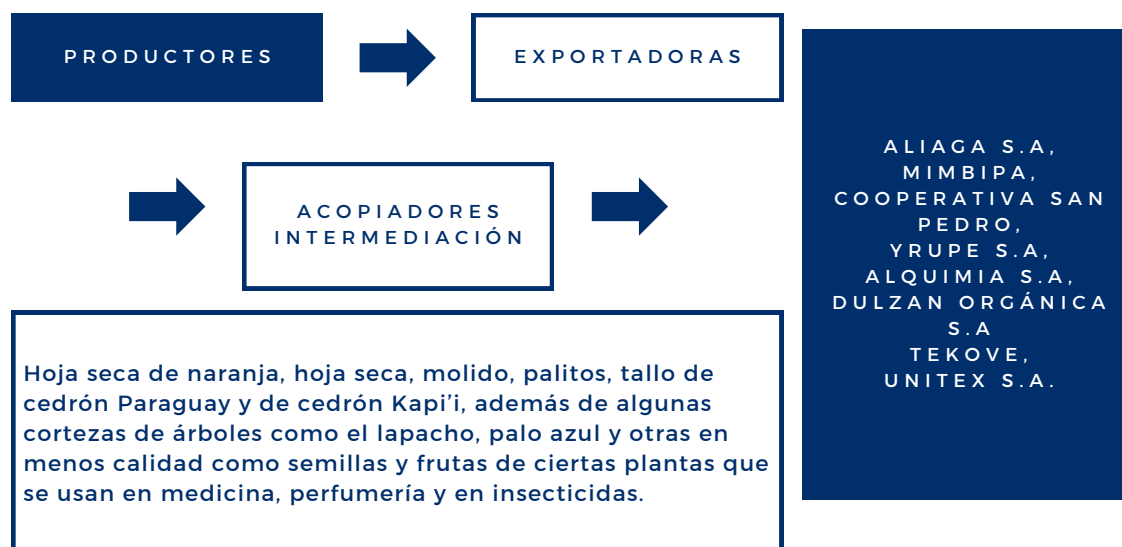 PRODUCTORES
EXPORTADORAS
ACOPIADORES
INTERMEDIACIÓN
Hoja seca de naranja, hoja seca, molido, palitos, tallo de
cedrón Paraguay y de cedrón Kapi’i, además de algunas
cortezas de árboles como el lapacho, palo azul y otras en
menos calidad como semillas y frutas de ciertas plantas que
se usan en medicina, perfumería y en insecticidas.
ALIAGA S.A,
MIMBIPA,
COOPERATIVA SAN
PEDRO,
YRUPE S.A,
ALQUIMIA S.A,
DULZAN ORGÁNICA
S.A
TEKOVE,
UNITEX S.A.